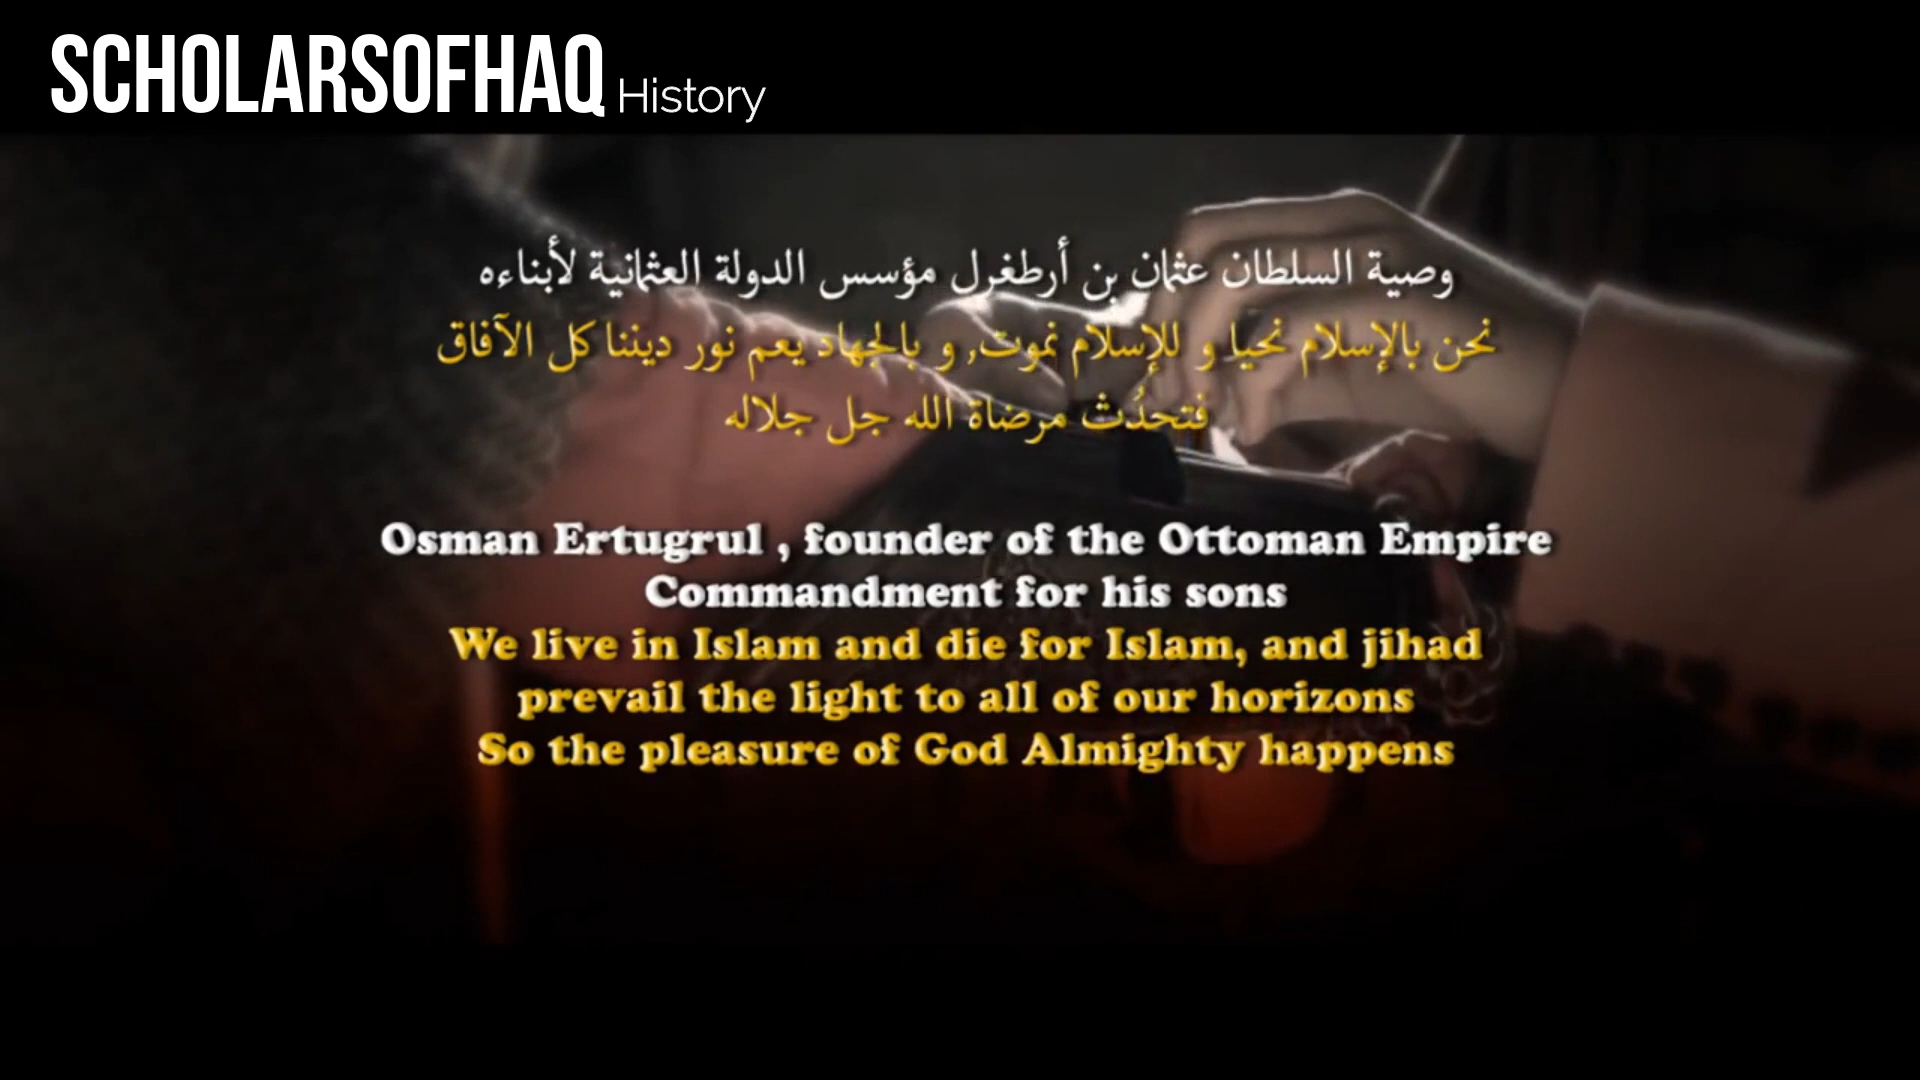 SCHOLARSOFHAQ History
وصية السلطان عثمان بن أرطغرل مؤسس الدولة العثمانية لأبناءه
نحن بالإسلام نحيا و للإسلام نموت, و بالجهاد يعم نور ديننا كل الآفاق
فتحدُث مرضاة الله جل جلاله
Osman Ertugrul , founder of the Ottoman Empire
Commandment for his sons
We live in Islam and die for Islam, and jihad
prevail the light to all of our horizons
So the pleasure of God Almighty happens